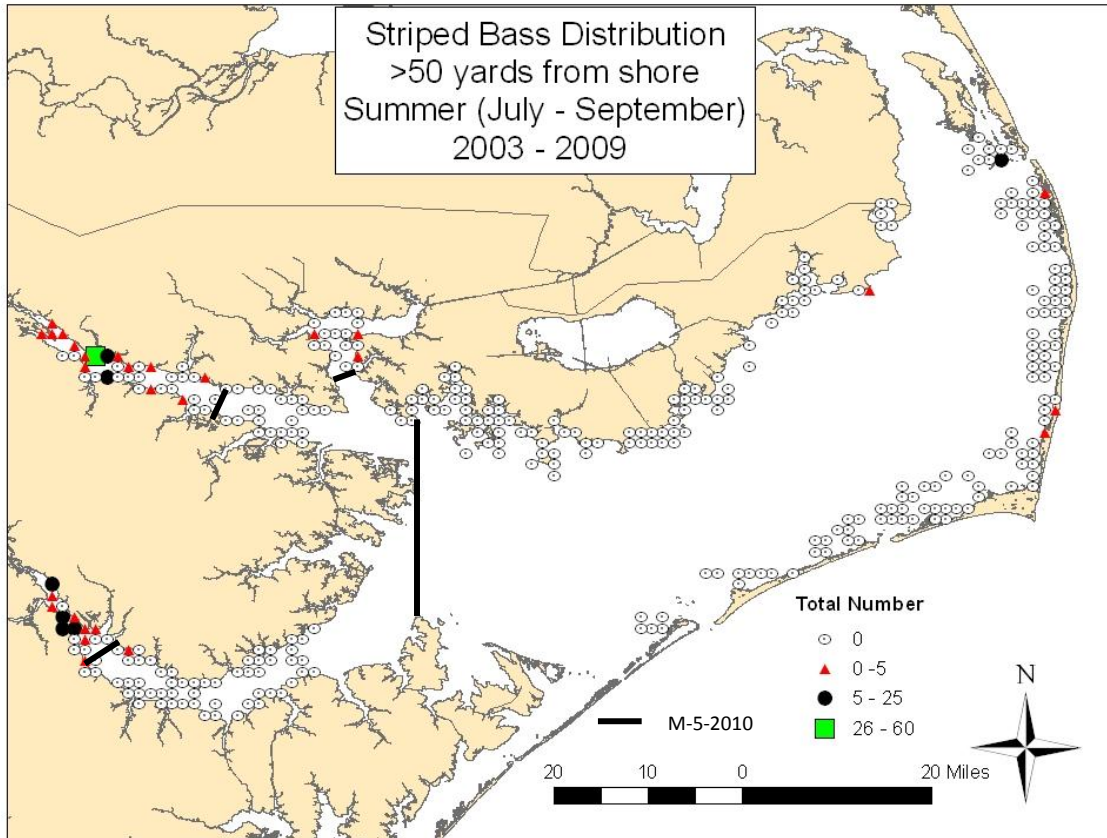 Striped Bass Distribution
>50 yards from shore
Summer (July - September)
2003 - 2009
Total Number
0
0 -5
5 - 25
26 - 60
M-5-2010
N
20 10 0 20 Miles